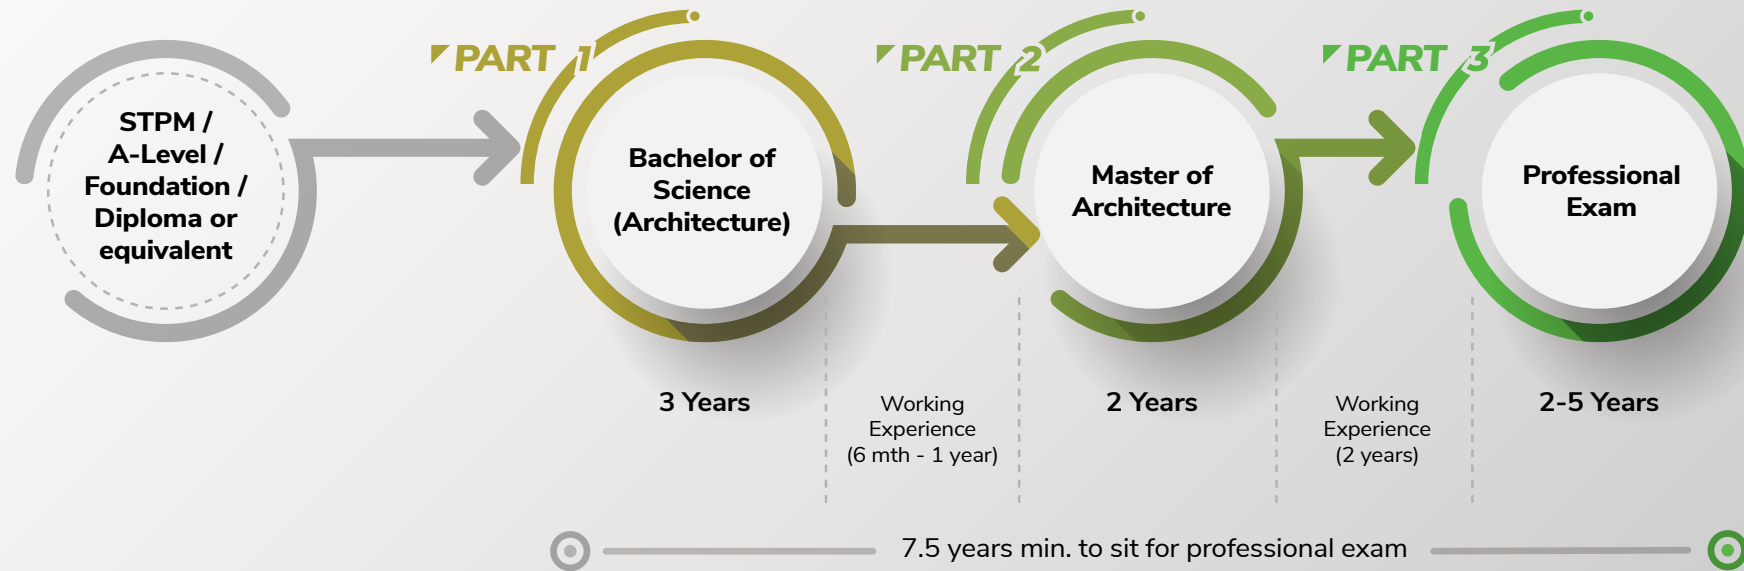 PART 1
PART 2
PART 3
STPM /
A-Level /
Foundation /
Diploma or
equivalent
Bachelor of
Science
(Architecture)
Master of
Architecture
Professional
Exam
3 Years
Working
Experience
(6 mth - 1 year)
2 Years
Working
Experience
(2 years)
2-5 Years
7.5 years min. to sit for professional exam